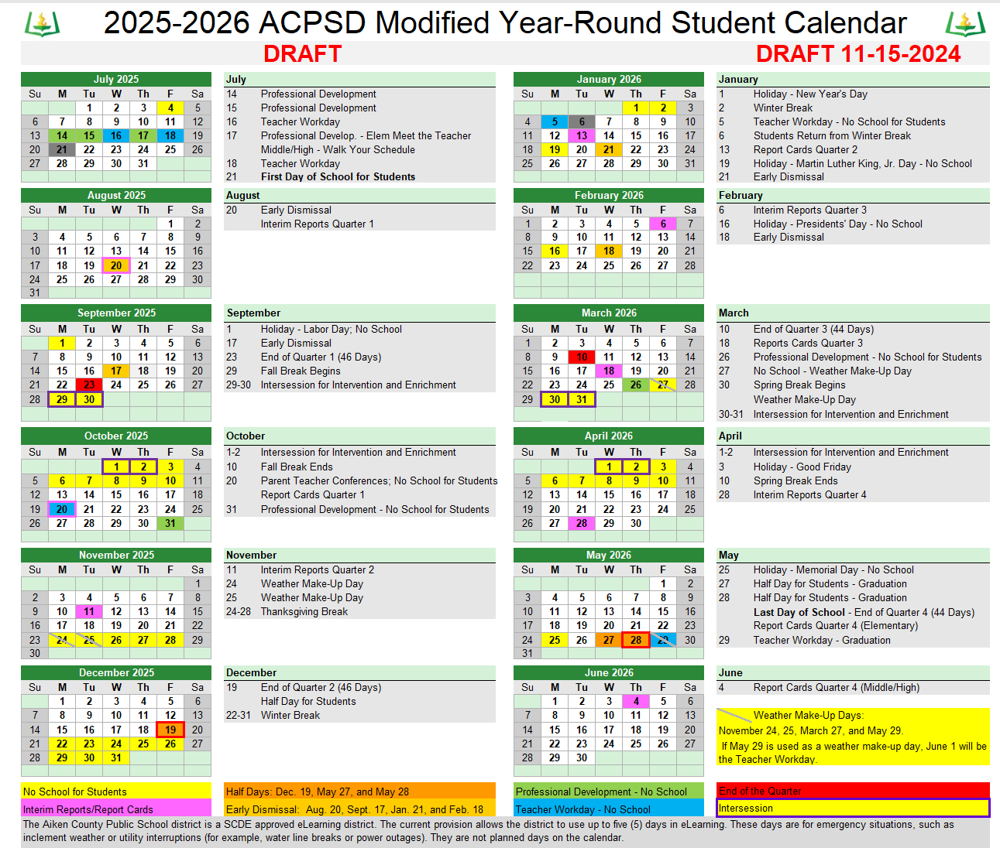 2025-2026 ACPSD Modified Year-Round Student Calendar
DRAFT
DRAFT 11-15-2024
July 2025
Su M Tu W Th F Sa
1 2 3 4 5
6 7 8 9 10 11 12
13 14 15 16 17 18 19
20 21 22 23 24 25 26
27 28 29 30 31
July
14 Professional Development
15 Professional Development
16 Teacher Workday
17 Professional Develop. - Elem Meet the Teacher
Middle/High - Walk Your Schedule
18 Teacher Workday
21 First Day of School for Students
January 2026
Su M Tu W Th F Sa
1 2 3
4 5 6 7 8 9 10
11 12 13 14 15 16 17
18 19 20 21 22 23 24
25 26 27 28 29 30 31
January
1 Holiday - New Year's Day
2 Winter Break
5 Teacher Workday - No School for Students
6 Students Return from Winter Break
13 Report Cards Quarter 2
19 Holiday - Martin Luther King, Jr. Day - No School
21 Early Dismissal
August 2025
Su M Tu W Th F Sa
1 2
3 4 5 6 7 8 9
10 11 12 13 14 15 16
17 18 19 20 21 22 23
24 25 26 27 28 29 30
31
August
20 Early Dismissal
Interim Reports Quarter 1
February 2026
Su M Tu W Th F Sa
1 2 3 4 5 6 7
8 9 10 11 12 13 14
15 16 17 18 19 20 21
22 23 24 25 26 27 28
February
6 Interim Reports Quarter 3
16 Holiday - Presidents' Day - No School
18 Early Dismissal
September 2025
Su M Tu W Th F Sa
1 2 3 4 5 6
7 8 9 10 11 12 13
14 15 16 17 18 19 20
21 22 23 24 25 26 27
28 29 30
September
1 Holiday - Labor Day; No School
17 Early Dismissal
23 End of Quarter 1 (46 Days)
29 Fall Break Begins
29-30 Intersession for Intervention and Enrichment
March 2026
Su M Tu W Th F Sa
1 2 3 4 5 6 7
8 9 10 11 12 13 14
15 16 17 18 19 20 21
22 23 24 25 26 27 28
29 30 31
March
10 End of Quarter 3 (44 Days)
18 Reports Cards Quarter 3
26 Professional Development - No School for Students
27 No School - Weather Make-Up Day
30 Spring Break Begins
Weather Make-Up Day
30-31 Intersession for Intervention and Enrichment
October 2025
Su M Tu W Th F Sa
1 2 3 4
5 6 7 8 9 10 11
12 13 14 15 16 17 18
19 20 21 22 23 24 25
26 27 28 29 30 31
October
1-2 Intersession for Intervention and Enrichment
10 Fall Break Ends
20 Parent Teacher Conferences; No School for Students
Report Cards Quarter 1
31 Professional Development - No School for Students
April 2026
Su M Tu W Th F Sa
1 2 3 4
5 6 7 8 9 10 11
12 13 14 15 16 17 18
19 20 21 22 23 24 25
26 27 28 29 30
April
1-2 Intersession for Intervention and Enrichment
3 Holiday - Good Friday
10 Spring Break Ends
28 Interim Reports Quarter 4
November 2025
Su M Tu W Th F Sa
1
2 3 4 5 6 7 8
9 10 11 12 13 14 15
16 17 18 19 20 21 22
23 24 25 26 27 28 29
30
November
11 Interim Reports Quarter 2
24 Weather Make-Up Day
25 Weather Make-Up Day
24-28 Thanksgiving Break
May 2026
Su M Tu W Th F Sa
1 2
3 4 5 6 7 8 9
10 11 12 13 14 15 16
17 18 19 20 21 22 23
24 25 26 27 28 29 30
31
May
25 Holiday - Memorial Day - No School
27 Half Day for Students - Graduation
28 Half Day for Students - Graduation
Last Day of School - End of Quarter 4 (44 Days)
Report Cards Quarter 4 (Elementary)
29 Teacher Workday - Graduation
December 2025
Su M Tu W Th F Sa
1 2 3 4 5 6
7 8 9 10 11 12 13
14 15 16 17 18 19 20
21 22 23 24 25 26 27
28 29 30 31
December
19 End of Quarter 2 (46 Days)
Half Day for Students
22-31 Winter Break
June 2026
Su M Tu W Th F Sa
1 2 3 4 5 6
7 8 9 10 11 12 13
14 15 16 17 18 19 20
21 22 23 24 25 26 27
28 29 30
June
4 Report Cards Quarter 4 (Middle/High)
Weather Make-Up Days:
November 24, 25, March 27, and May 29.
If May 29 is used as a weather make-up day, June 1 will be
the Teacher Workday.
No School for Students
Interim Reports/Report Cards
Half Days: Dec. 19, May 27, and May 28
Early Dismissal: Aug. 20, Sept. 17, Jan. 21, and Feb. 18
Professional Development - No School
Teacher Workday - No School
End of the Quarter
Intersession
The Aiken County Public School district is a SCDE approved eLearning district. The current provision allows the district to use up to five (5) days in eLearning. These days are for emergency situations, such as
inclement weather or utility interruptions (for example, water line breaks or power outages). They are not planned days on the calendar.